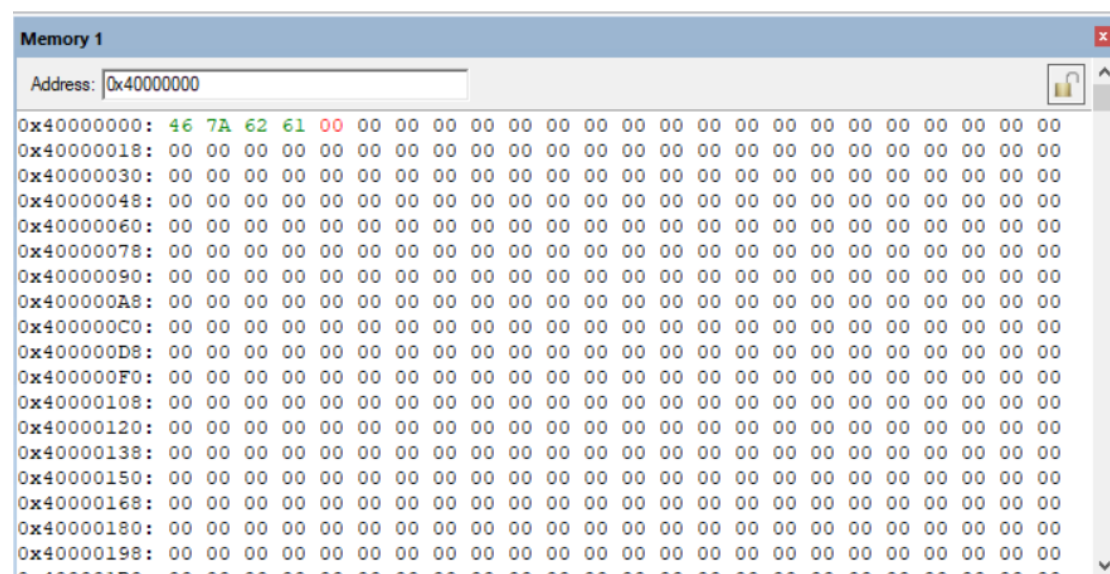 Memory 1
Address: 0x40000000
0x40000000: 46 7A 62 61 00 00 00 00 00 00 00 00 00 00 00 00 00 00 00 00 00 00 00 00
0x40000018: 00 00 00 00 00 00 00 00 00 00 00 00 00 00 00 00 00 00 00 00 00 00 00 00
0x40000030: 00 00 00 00 00 00 00 00 00 00 00 00 00 00 00 00 00 00 00 00 00 00 00 00
0x40000048: 00 00 00 00 00 00 00 00 00 00 00 00 00 00 00 00 00 00 00 00 00 00 00 00
0x40000060: 00 00 00 00 00 00 00 00 00 00 00 00 00 00 00 00 00 00 00 00 00 00 00 00
0x40000078: 00 00 00 00 00 00 00 00 00 00 00 00 00 00 00 00 00 00 00 00 00 00 00 00
0x40000090: 00 00 00 00 00 00 00 00 00 00 00 00 00 00 00 00 00 00 00 00 00 00 00 00
0x400000A8: 00 00 00 00 00 00 00 00 00 00 00 00 00 00 00 00 00 00 00 00 00 00 00 00
0x400000C0: 00 00 00 00 00 00 00 00 00 00 00 00 00 00 00 00 00 00 00 00 00 00 00 00
0x400000D8: 00 00 00 00 00 00 00 00 00 00 00 00 00 00 00 00 00 00 00 00 00 00 00 00
0x400000F0: 00 00 00 00 00 00 00 00 00 00 00 00 00 00 00 00 00 00 00 00 00 00 00 00
0x40000108: 00 00 00 00 00 00 00 00 00 00 00 00 00 00 00 00 00 00 00 00 00 00 00 00
0x40000120: 00 00 00 00 00 00 00 00 00 00 00 00 00 00 00 00 00 00 00 00 00 00 00 00
0x40000138: 00 00 00 00 00 00 00 00 00 00 00 00 00 00 00 00 00 00 00 00 00 00 00 00
0x40000150: 00 00 00 00 00 00 00 00 00 00 00 00 00 00 00 00 00 00 00 00 00 00 00 00
0x40000168: 00 00 00 00 00 00 00 00 00 00 00 00 00 00 00 00 00 00 00 00 00 00 00 00
0x40000180: 00 00 00 00 00 00 00 00 00 00 00 00 00 00 00 00 00 00 00 00 00 00 00 00
0x40000198: 00 00 00 00 00 00 00 00 00 00 00 00 00 00 00 00 00 00 00 00 00 00 00 00